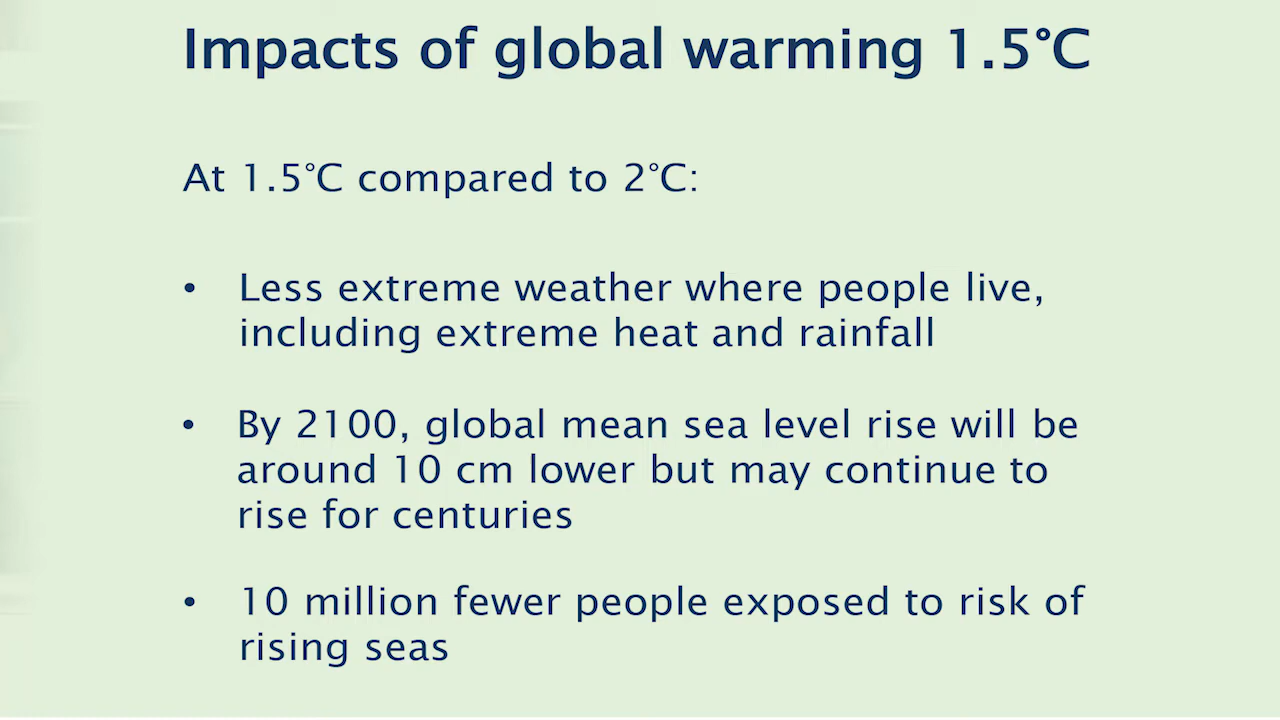 Impacts of global warming 1.5°C
At 1.5°C compared to 2°C:
• Less extreme weather where people live,
including extreme heat and rainfall
• By 2100, global mean sea level rise will be
around 10 cm lower but may continue to
rise for centuries
• 10 million fewer people exposed to risk of
rising seas